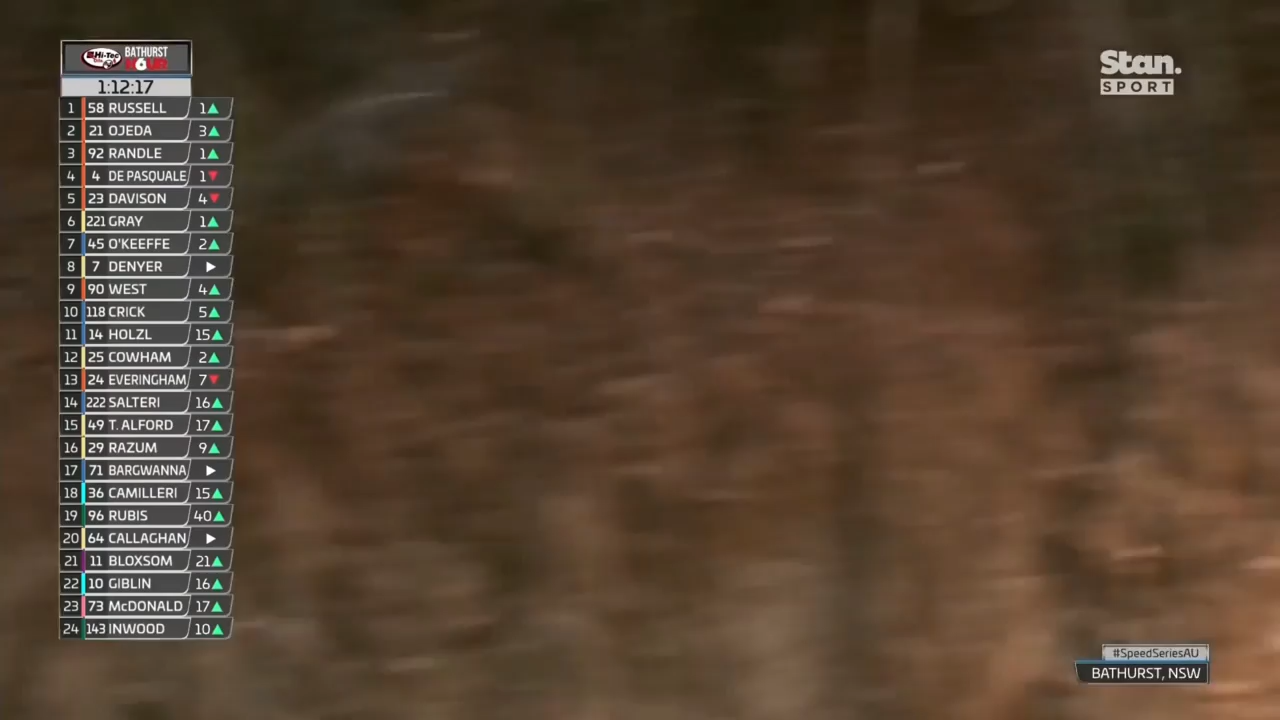 Hi-Tec
BATHURST
6 HOUR
1:12:17
1 58 RUSSELL 1▲
2 21 OJEDA 3▲
3 92 RANDLE 1▲
4 4 DE PASQUALE 1▼
5 23 DAVISON 4▼
6 221 GRAY 1▲
7 45 O'KEEFFE 2▲
8 7 DENYER ▶
9 90 WEST 4▲
10 118 CRICK 5▲
11 14 HOLZL 15▲
12 25 COWHAM 2▲
13 24 EVERINGHAM 7▼
14 222 SALTERI 16▲
15 49 T. ALFORD 17▲
16 29 RAZUM 9▲
17 71 BARGWANNA ▶
18 36 CAMILLERI 15▲
19 96 RUBIS 40▲
20 64 CALLAGHAN ▶
21 11 BLOXSOM 21▲
22 10 GIBLIN 16▲
23 73 McDONALD 17▲
24 143 INWOOD 10▲
Stan.
SPORT
#SpeedSeriesAU
BATHURST, NSW